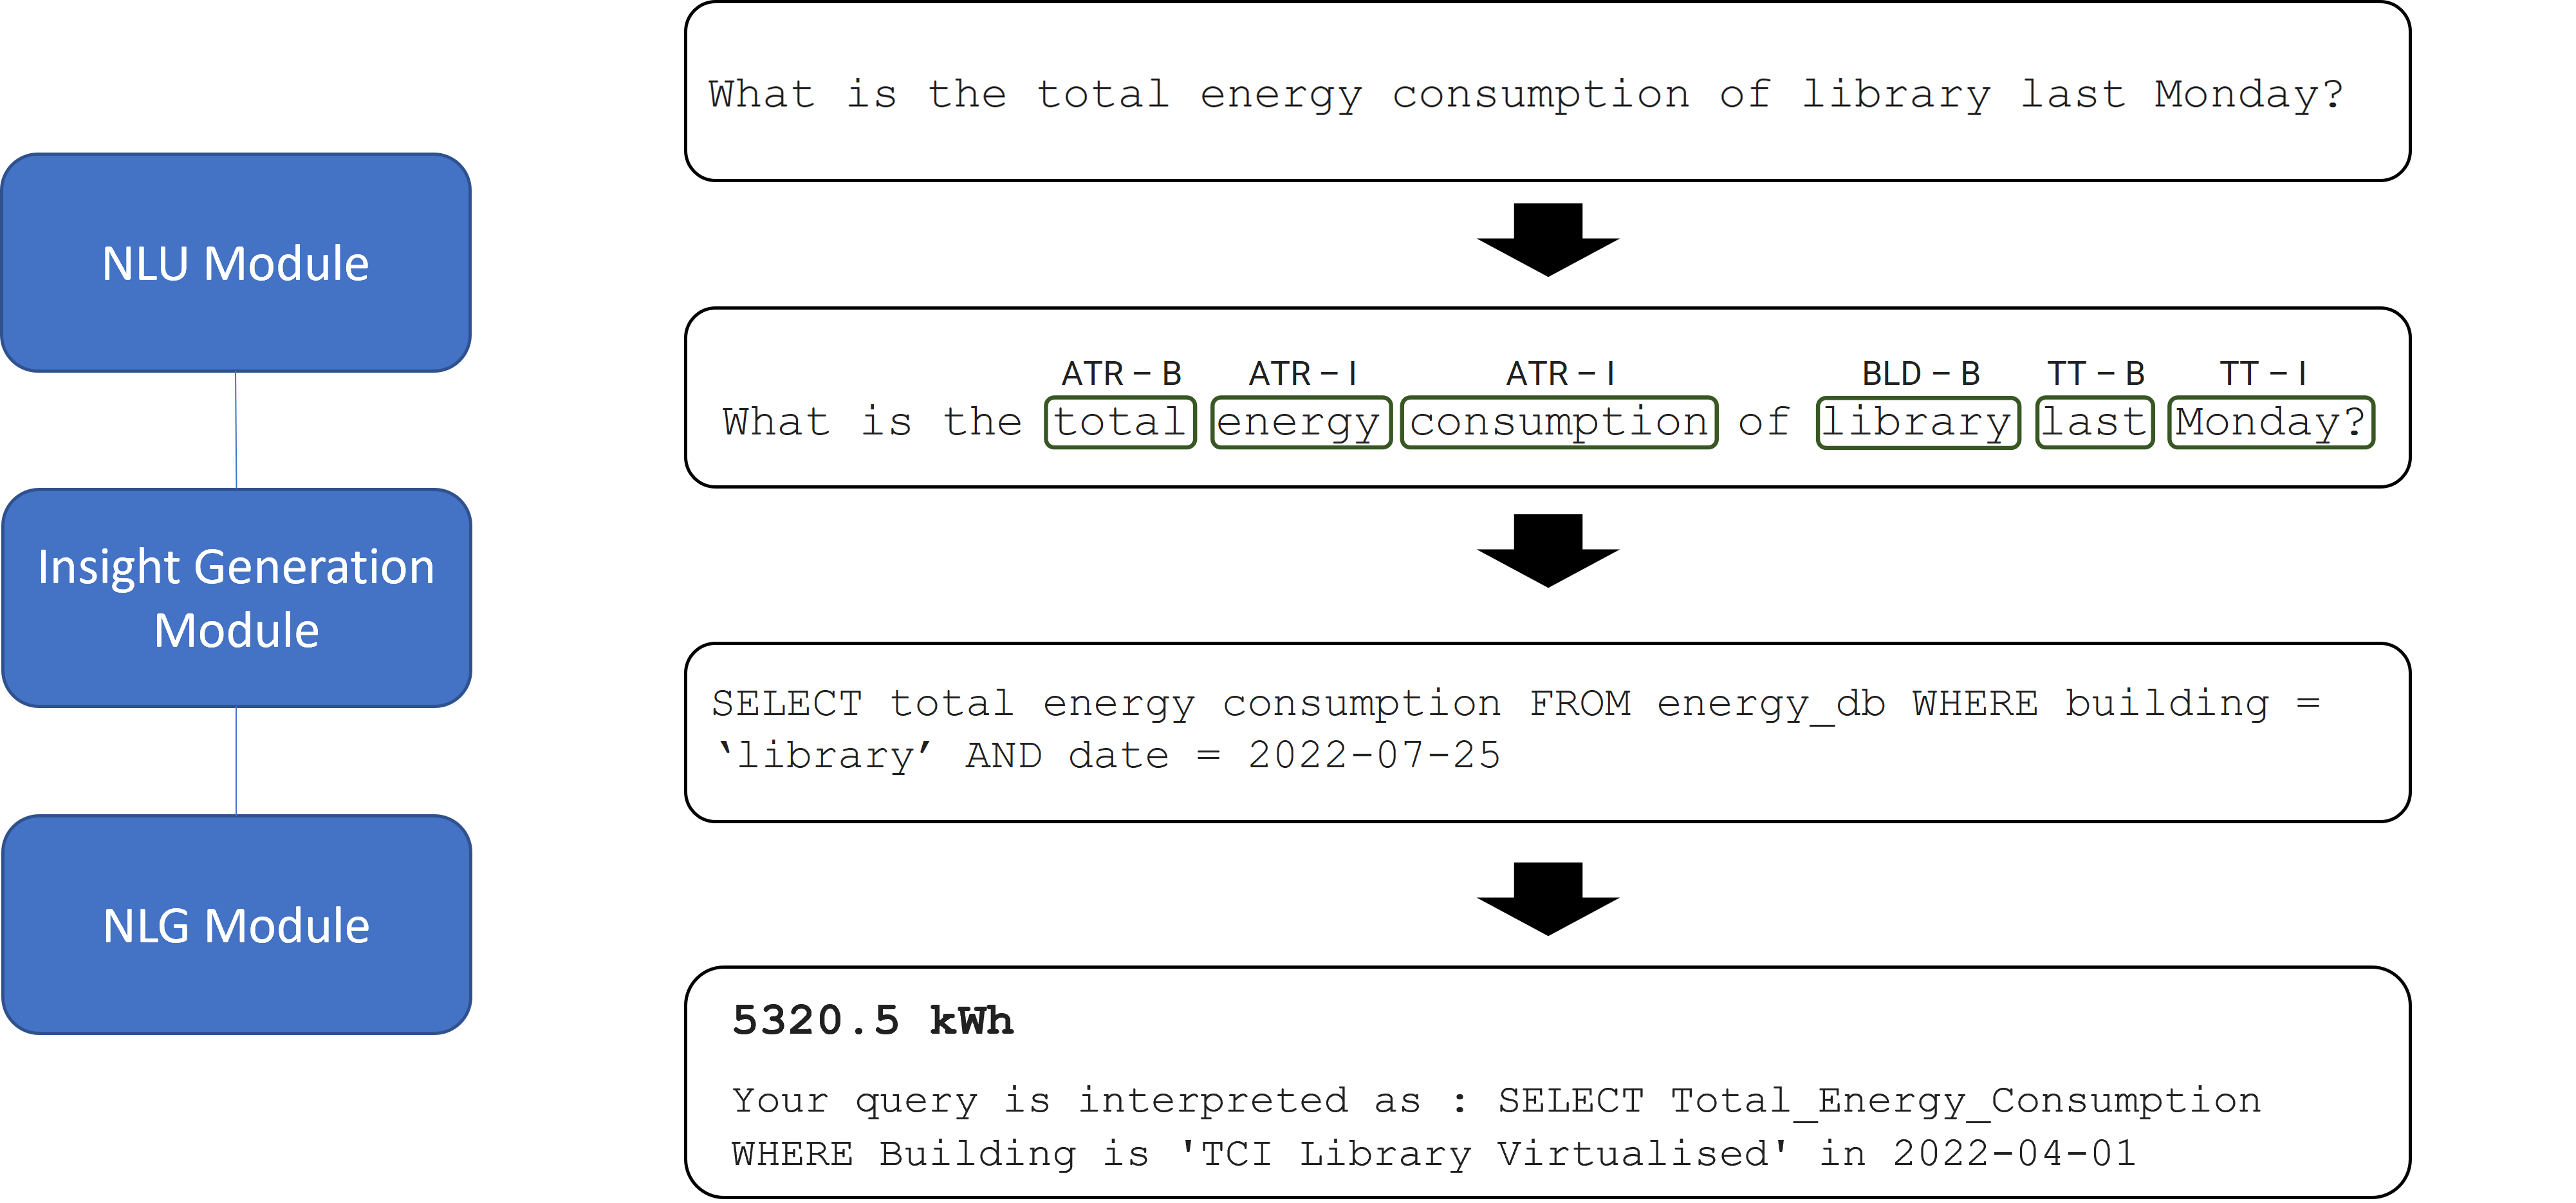 NLU Module
Insight Generation
Module
NLG Module
What is the total energy consumption of library last Monday?
ATR – B ATR – I ATR – I BLD – B TT – B TT – I
What is the total energy consumption of library last Monday?
SELECT total energy consumption FROM energy_db WHERE building =
‘library’ AND date = 2022-07-25
5320.5 kWh
Your query is interpreted as : SELECT Total_Energy_Consumption
WHERE Building is 'TCI Library Virtualised' in 2022-04-01